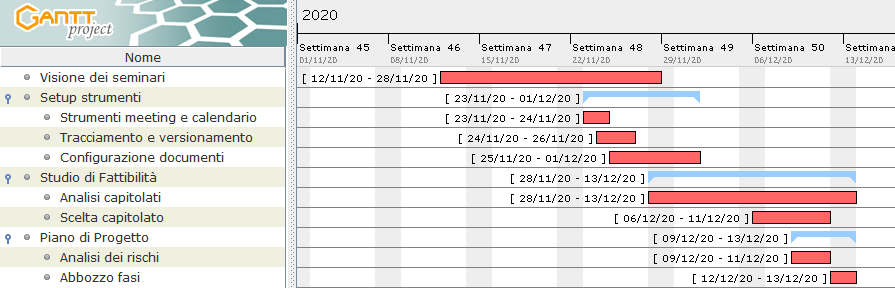 GANTT
project
2020
Settimana 45 Settimana 46 Settimana 47 Settimana 48 Settimana 49 Settimana 50 Settimana
01/11/20 08/11/20 15/11/20 22/11/20 29/11/20 06/12/20 13/12/20
Nome
Visione dei seminari [ 12/11/20 - 28/11/20 ]
Setup strumenti [ 23/11/20 - 01/12/20 ]
Strumenti meeting e calendario [ 23/11/20 - 24/11/20 ]
Tracciamento e versionamento [ 24/11/20 - 26/11/20 ]
Configurazione documenti [ 25/11/20 - 01/12/20 ]
Studio di Fattibilità [ 28/11/20 - 13/12/20 ]
Analisi capitolati [ 28/11/20 - 13/12/20 ]
Scelta capitolato [ 06/12/20 - 11/12/20 ]
Piano di Progetto [ 09/12/20 - 13/12/20 ]
Analisi dei rischi [ 09/12/20 - 11/12/20 ]
Abbozzo fasi [ 12/12/20 - 13/12/20 ]